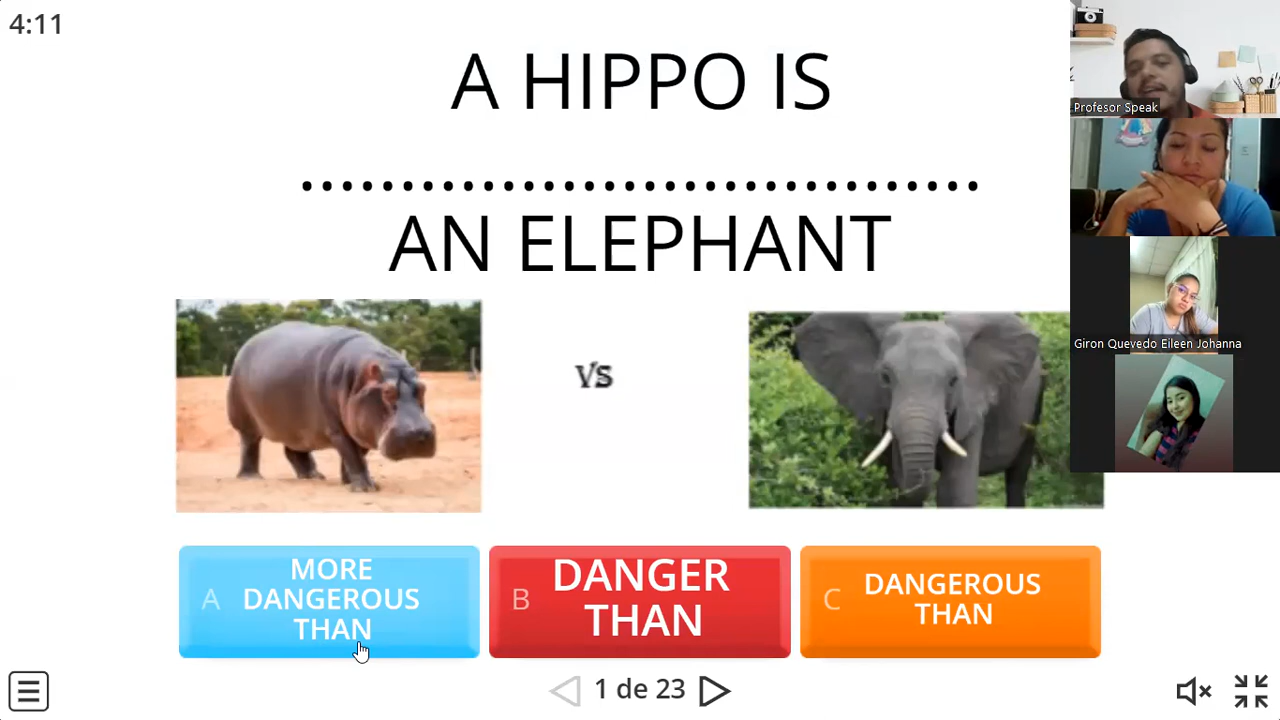 4:11
A HIPPO IS
..................................
AN ELEPHANT
VS
A
MORE
DANGEROUS
THAN
B
DANGER
THAN
C
DANGEROUS
THAN
1 de 23
Profesor Speak
Giron Quevedo Eileen Johanna